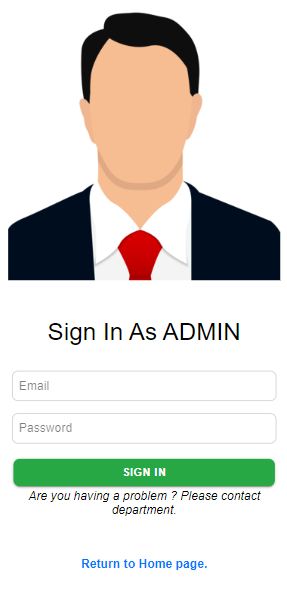 Sign In As ADMIN
Email
Password
SIGN IN
Are you having a problem ? Please contact
department.
Return to Home page.